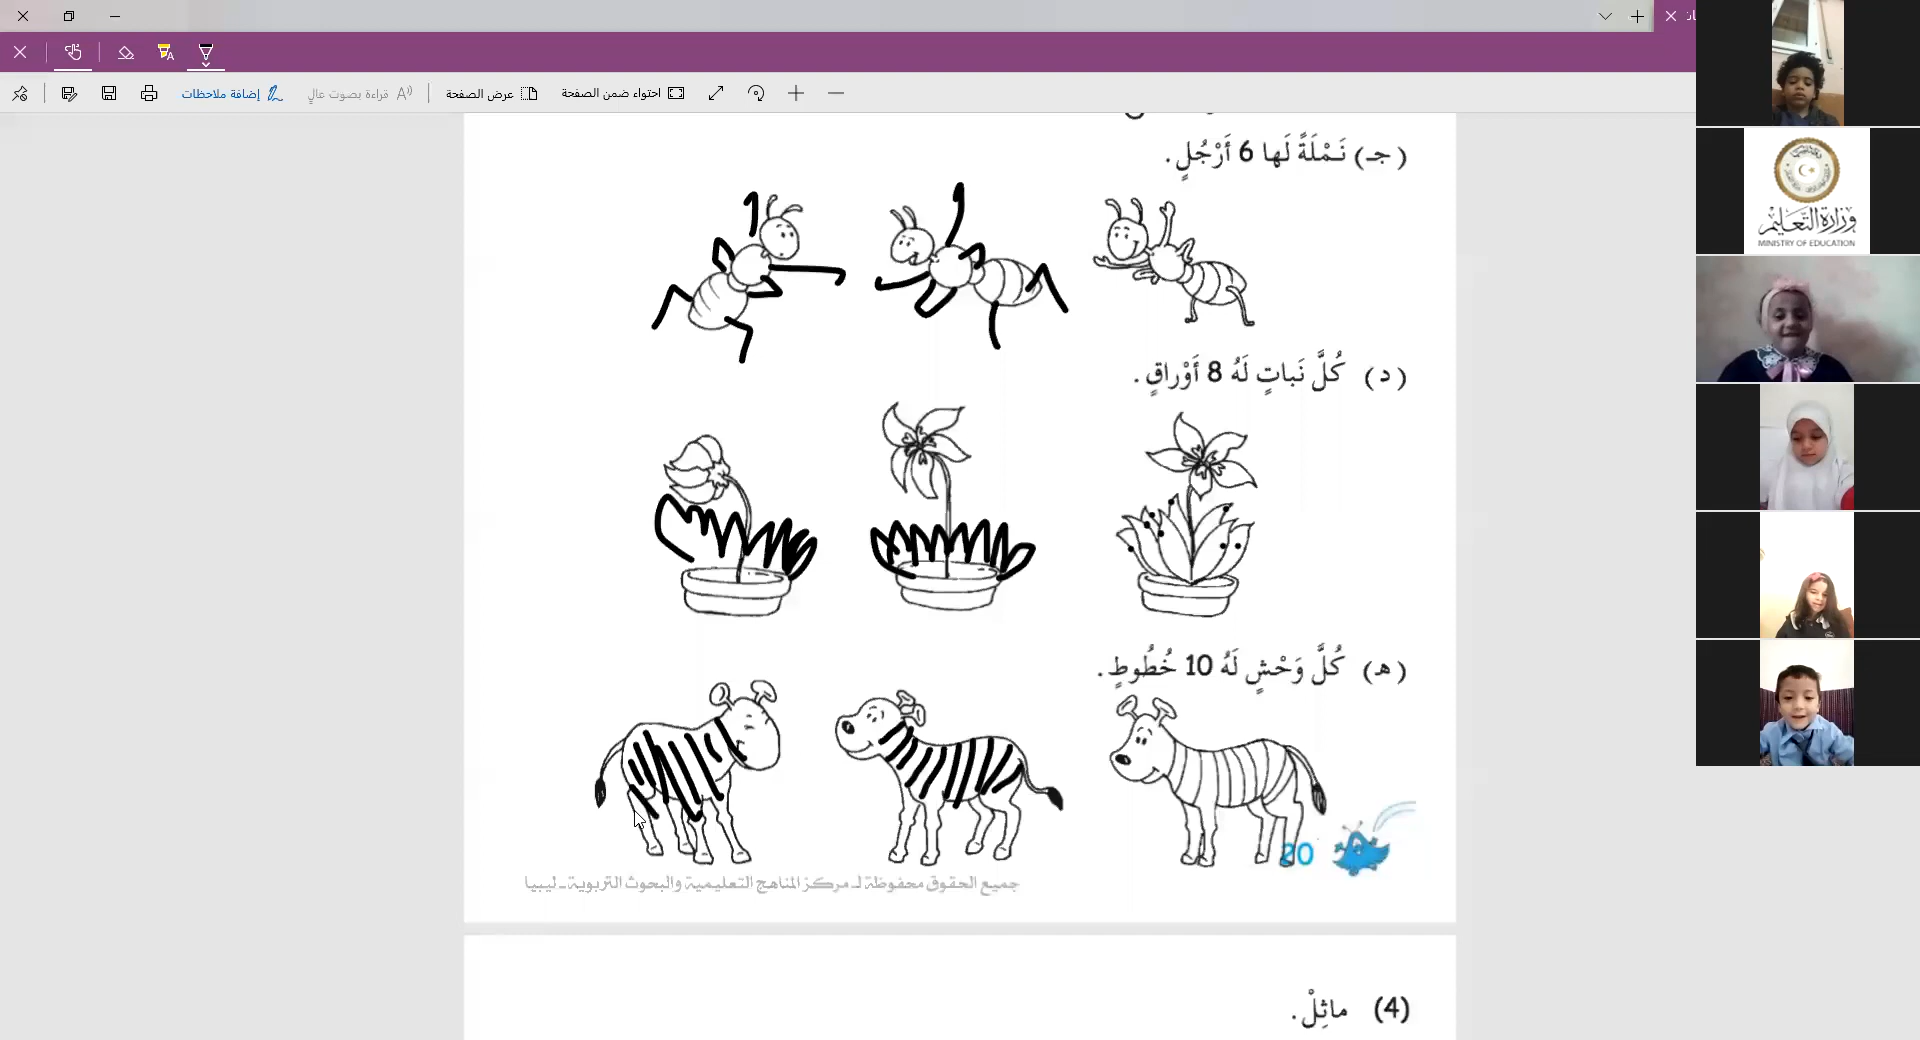 إضافة ملاحظات
قراءة بصوت عالٍ
عرض الصفحة
احتواء ضمن الصفحة
(جـ) نَمْلَةً لَها 6 أَرْجُلٍ.
(د) كُلَّ نَباتٍ لَهُ 8 أَوْراقٍ.
(هـ) كُلَّ وَحْشٍ لَهُ 10 خُطُوطٍ.
20
جميع الحقوق محفوظة لـ مركز المناهج التعليمية والبحوث التربوية ـ ليبيا
(4) ماثِلْ.
وزارة التعليم
MINISTRY OF EDUCATION